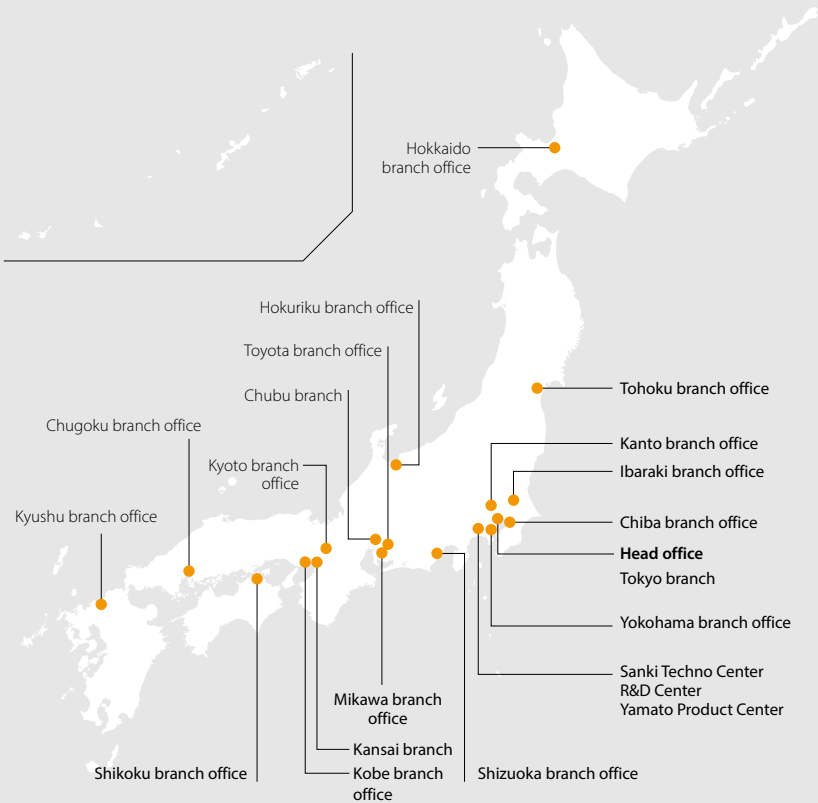 Hokkaido
branch office
Hokuriku branch office
Toyota branch office
Chubu branch
Chugoku branch office
Kyoto branch
office
Kyushu branch office
Tohoku branch office
Kanto branch office
Ibaraki branch office
Chiba branch office
Head office
Tokyo branch
Yokohama branch office
Sanki Techno Center
R&D Center
Yamato Product Center
Mikawa branch
office
Kansai branch
Kobe branch
office
Shikoku branch office
Shizuoka branch office